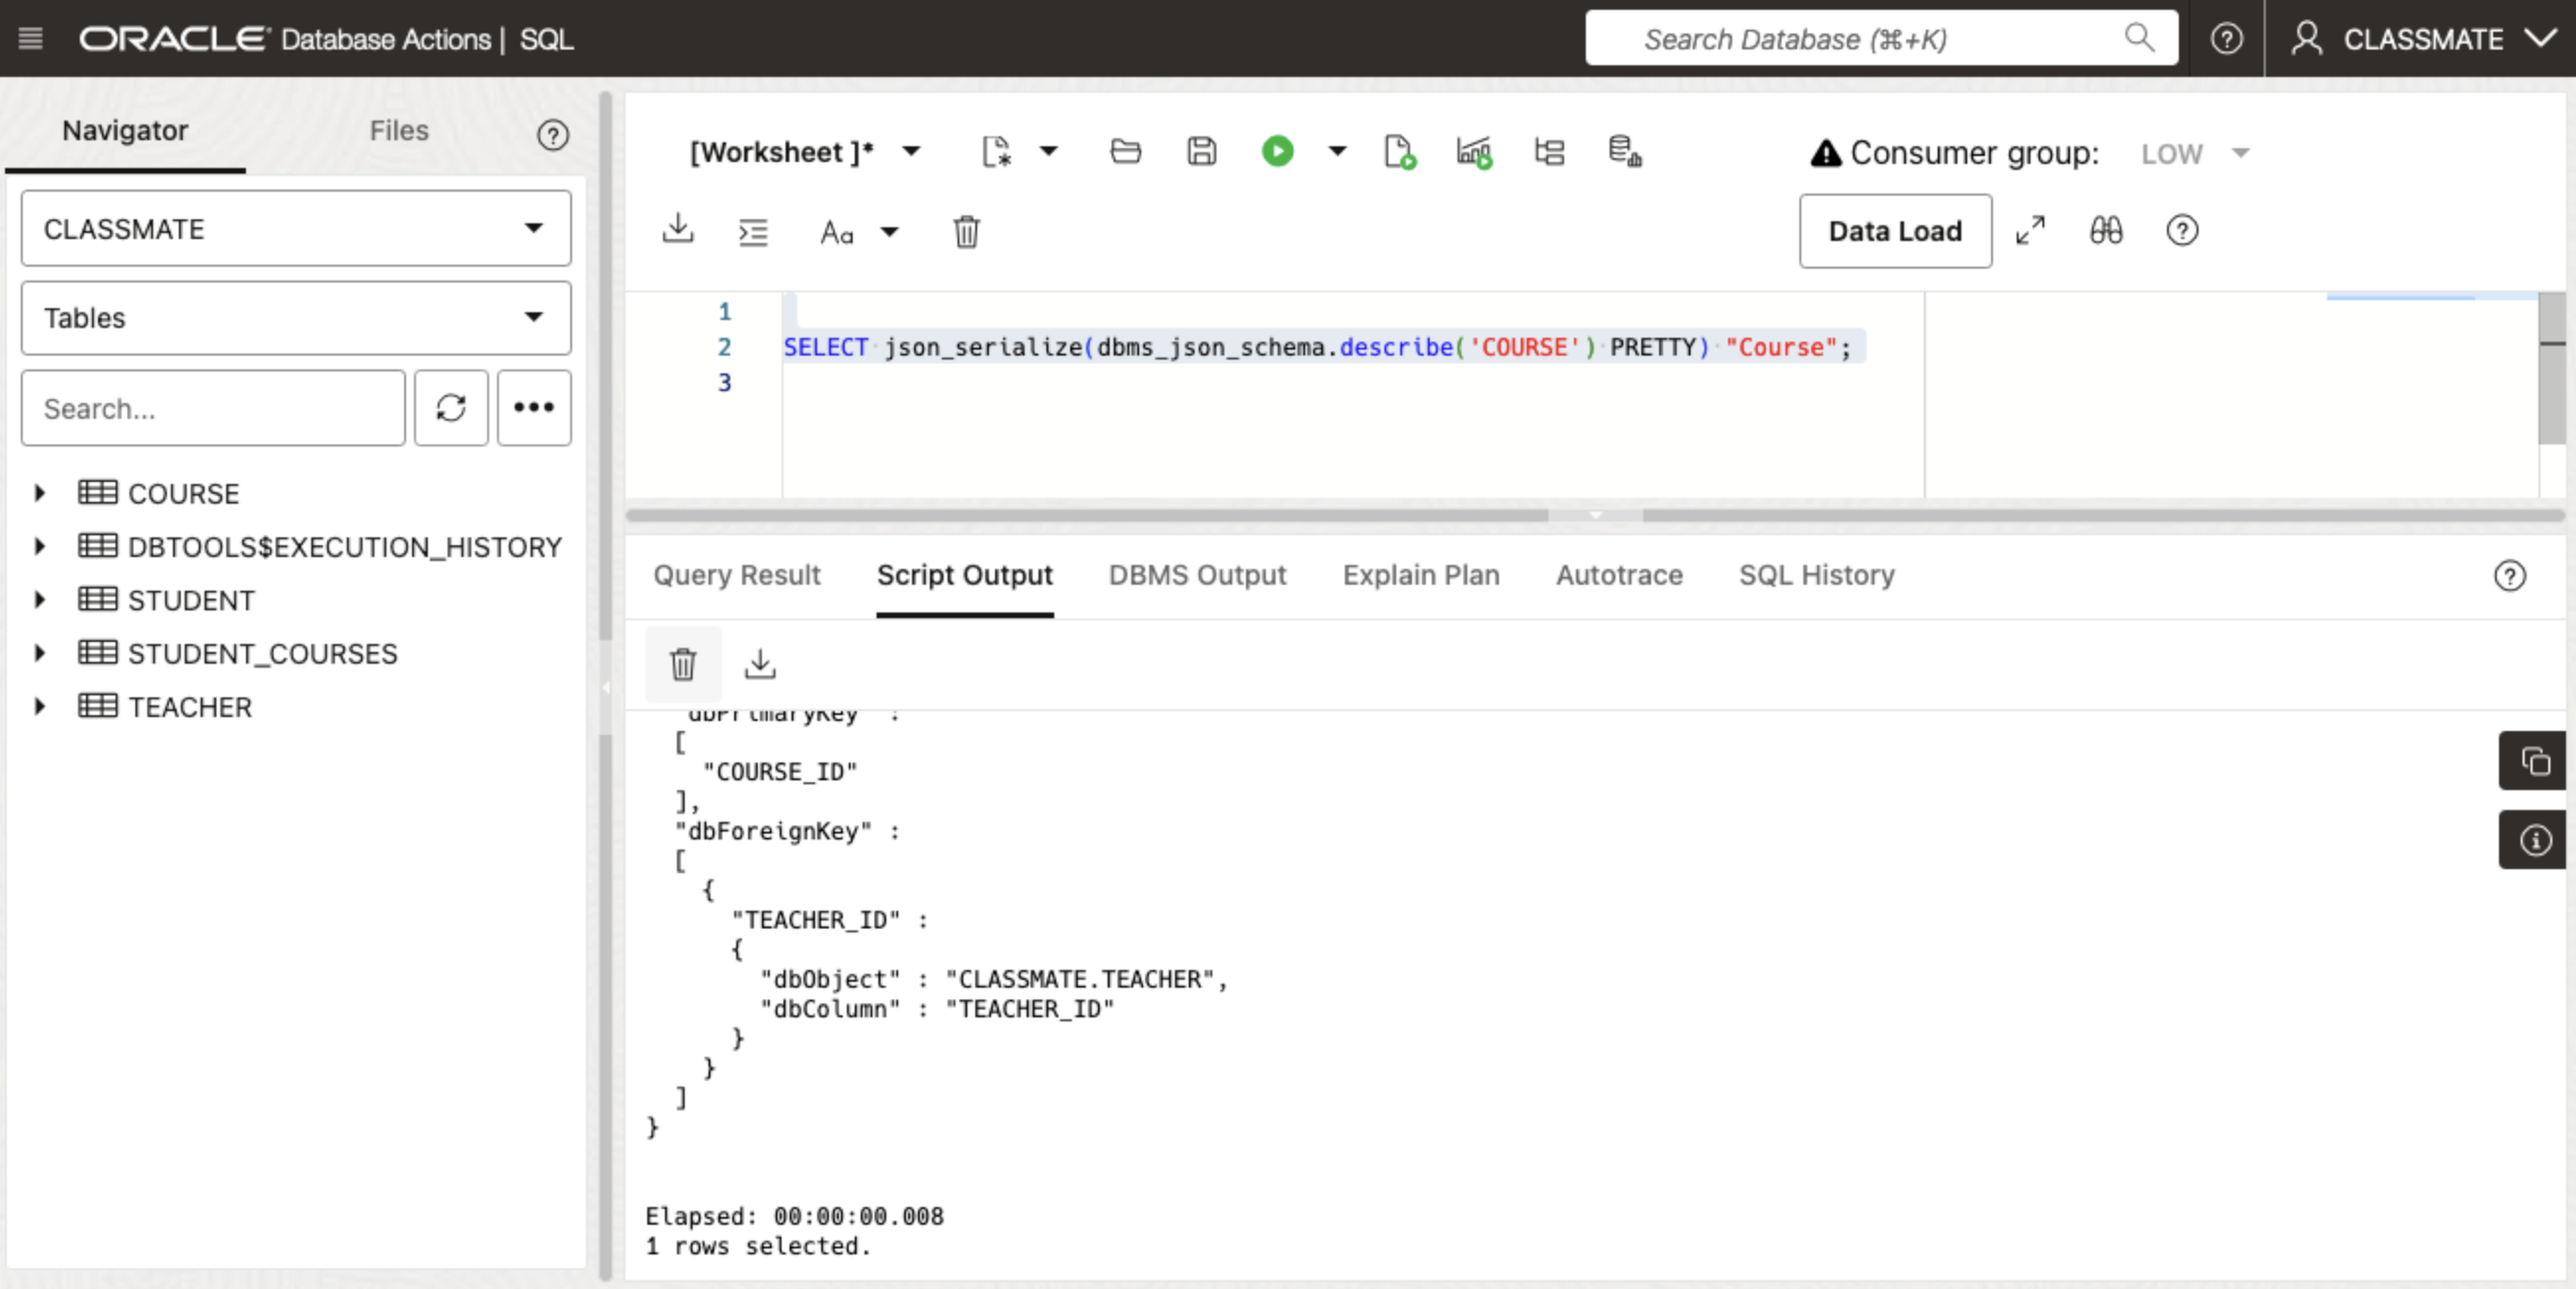 ORACLE Database Actions | SQL
Search Database (⌘+K)
CLASSMATE
Navigator
Files
CLASSMATE
Tables
Search...
COURSE
DBTOOLS$EXECUTION_HISTORY
STUDENT
STUDENT_COURSES
TEACHER
[Worksheet ]*
Consumer group: LOW
Aa
Data Load
1
2 SELECT json_serialize(dbms_json_schema.describe('COURSE') PRETTY) "Course";
3
Query Result
Script Output
DBMS Output
Explain Plan
Autotrace
SQL History
"dbPrimaryKey" :
[
"COURSE_ID"
],
"dbForeignKey" :
[
{
"TEACHER_ID" :
{
"dbObject" : "CLASSMATE.TEACHER",
"dbColumn" : "TEACHER_ID"
}
}
]
}
Elapsed: 00:00:00.008
1 rows selected.